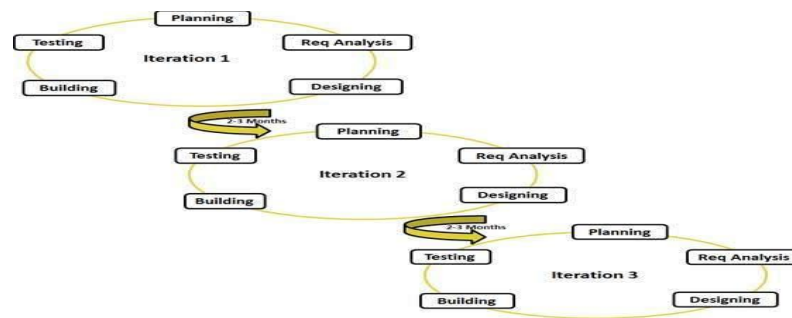 Planning
Testing
Req Analysis
Iteration 1
Building
Designing
2-3 Months
Planning
Testing
Req Analysis
Iteration 2
Building
Designing
2-3 Months
Planning
Testing
Req Analysis
Iteration 3
Building
Designing